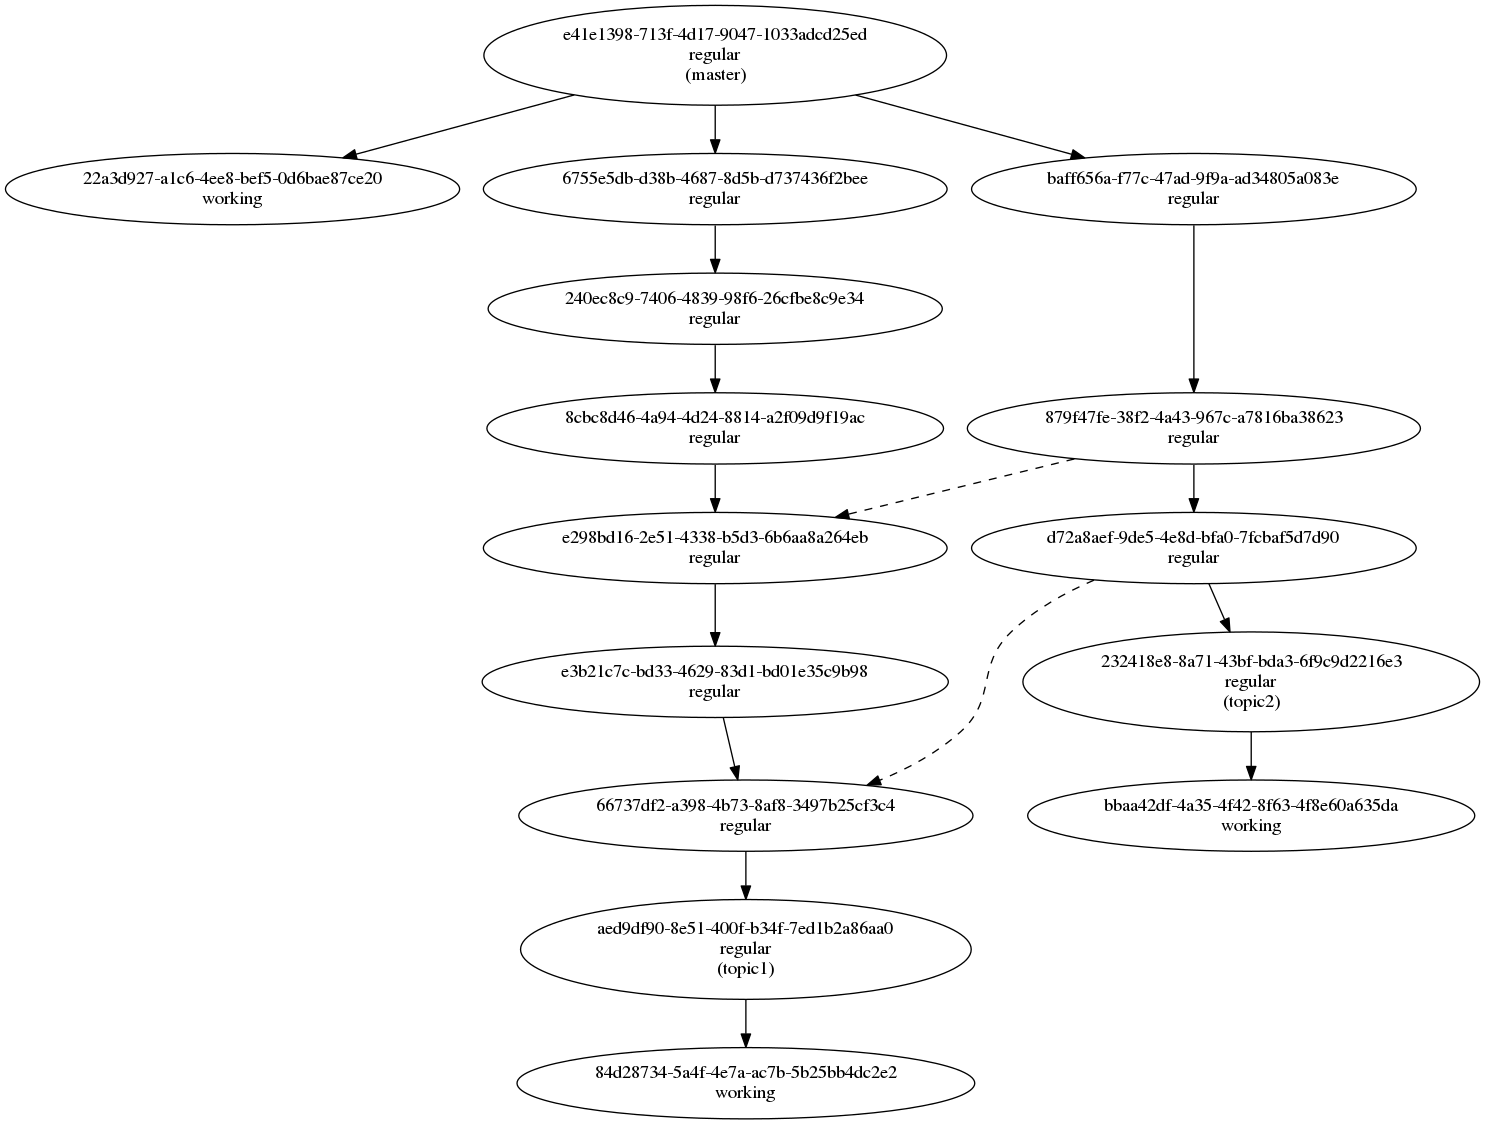 e41e1398-713f-4d17-9047-1033adcd25ed
regular
(master)
22a3d927-a1c6-4ee8-bef5-0d6bae87ce20
working
6755e5db-d38b-4687-8d5b-d737436f2bee
regular
baff656a-f77c-47ad-9f9a-ad34805a083e
regular
240ec8c9-7406-4839-98f6-26cfbe8c9e34
regular
8cbc8d46-4a94-4d24-8814-a2f09d9f19ac
regular
879f47fe-38f2-4a43-967c-a7816ba38623
regular
e298bd16-2e51-4338-b5d3-6b6aa8a264eb
regular
d72a8aef-9de5-4e8d-bfa0-7fcbaf5d7d90
regular
e3b21c7c-bd33-4629-83d1-bd01e35c9b98
regular
232418e8-8a71-43bf-bda3-6f9c9d2216e3
regular
(topic2)
66737df2-a398-4b73-8af8-3497b25cf3c4
regular
bbaa42df-4a35-4f42-8f63-4f8e60a635da
working
aed9df90-8e51-400f-b34f-7ed1b2a86aa0
regular
(topic1)
84d28734-5a4f-4e7a-ac7b-5b25bb4dc2e2
working